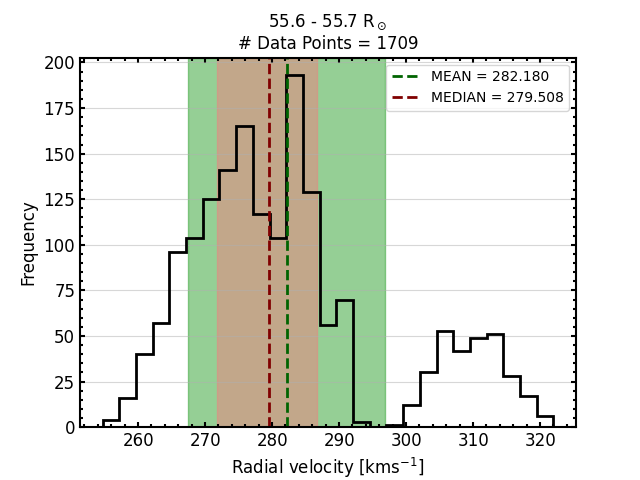 55.6 - 55.7 R⊙
# Data Points = 1709
MEAN = 282.180
MEDIAN = 279.508
Frequency
200
175
150
125
100
75
50
25
0
260 270 280 290 300 310 320
Radial velocity [kms⁻¹]